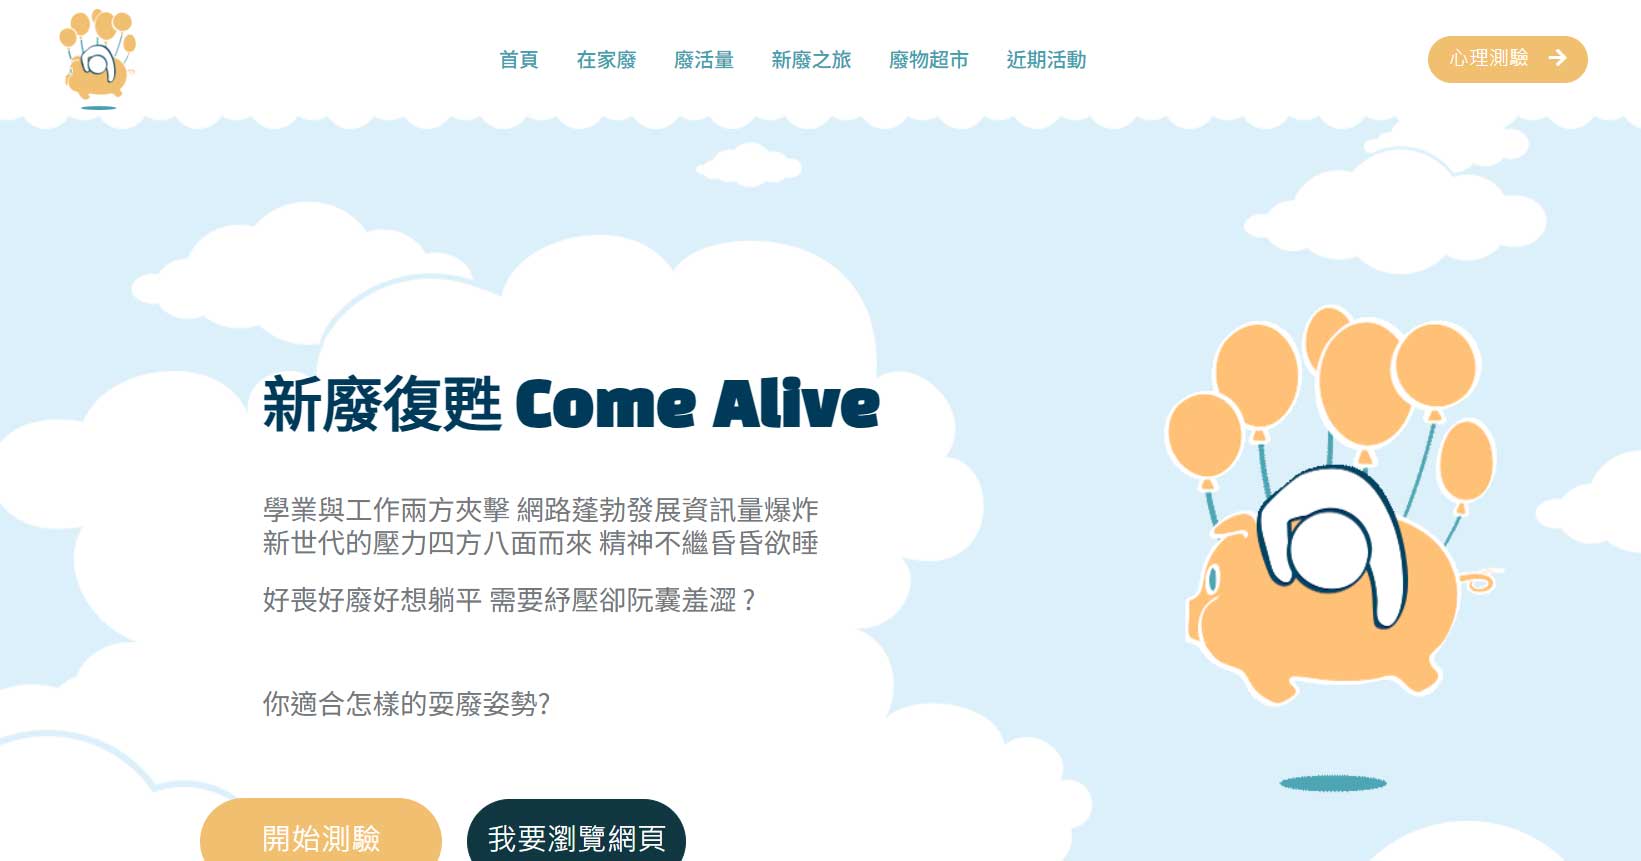 首頁
在家廢
廢活量
新廢之旅
廢物超市
近期活動
心理測驗
新廢復甦 Come Alive
學業與工作兩方夾擊 網路蓬勃發展資訊量爆炸
新世代的壓力四方八面而來 精神不繼昏昏欲睡
好喪好廢好想躺平 需要紓壓卻阮囊羞澀 ?
你適合怎樣的耍廢姿勢?
開始測驗
我要瀏覽網頁